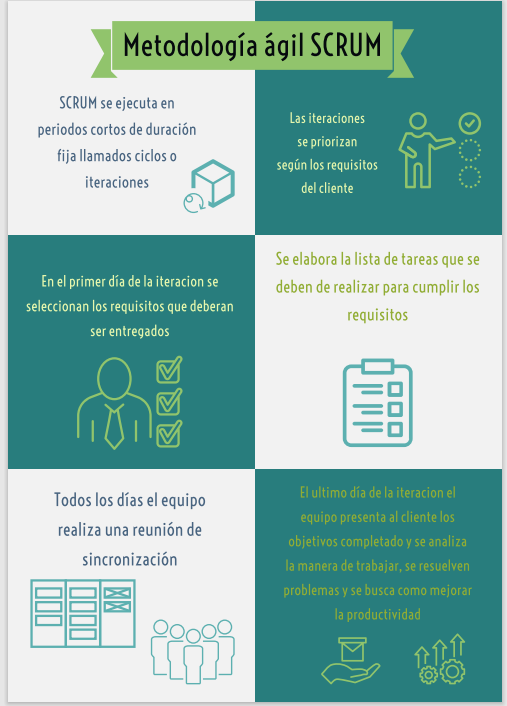 Metodología ágil SCRUM
SCRUM se ejecuta en
periodos cortos de duración
fija llamados ciclos o
iteraciones
Las iteraciones
se priorizan
según los requisitos
del cliente
En el primer día de la iteracion se
seleccionan los requisitos que deberan
ser entregados
Se elabora la lista de tareas que se
deben de realizar para cumplir los
requisitos
Todos los días el equipo
realiza una reunión de
sincronización
El ultimo día de la iteracion el
equipo presenta al cliente los
objetivos completado y se analiza
la manera de trabajar, se resuelven
problemas y se busca como mejorar
la productividad